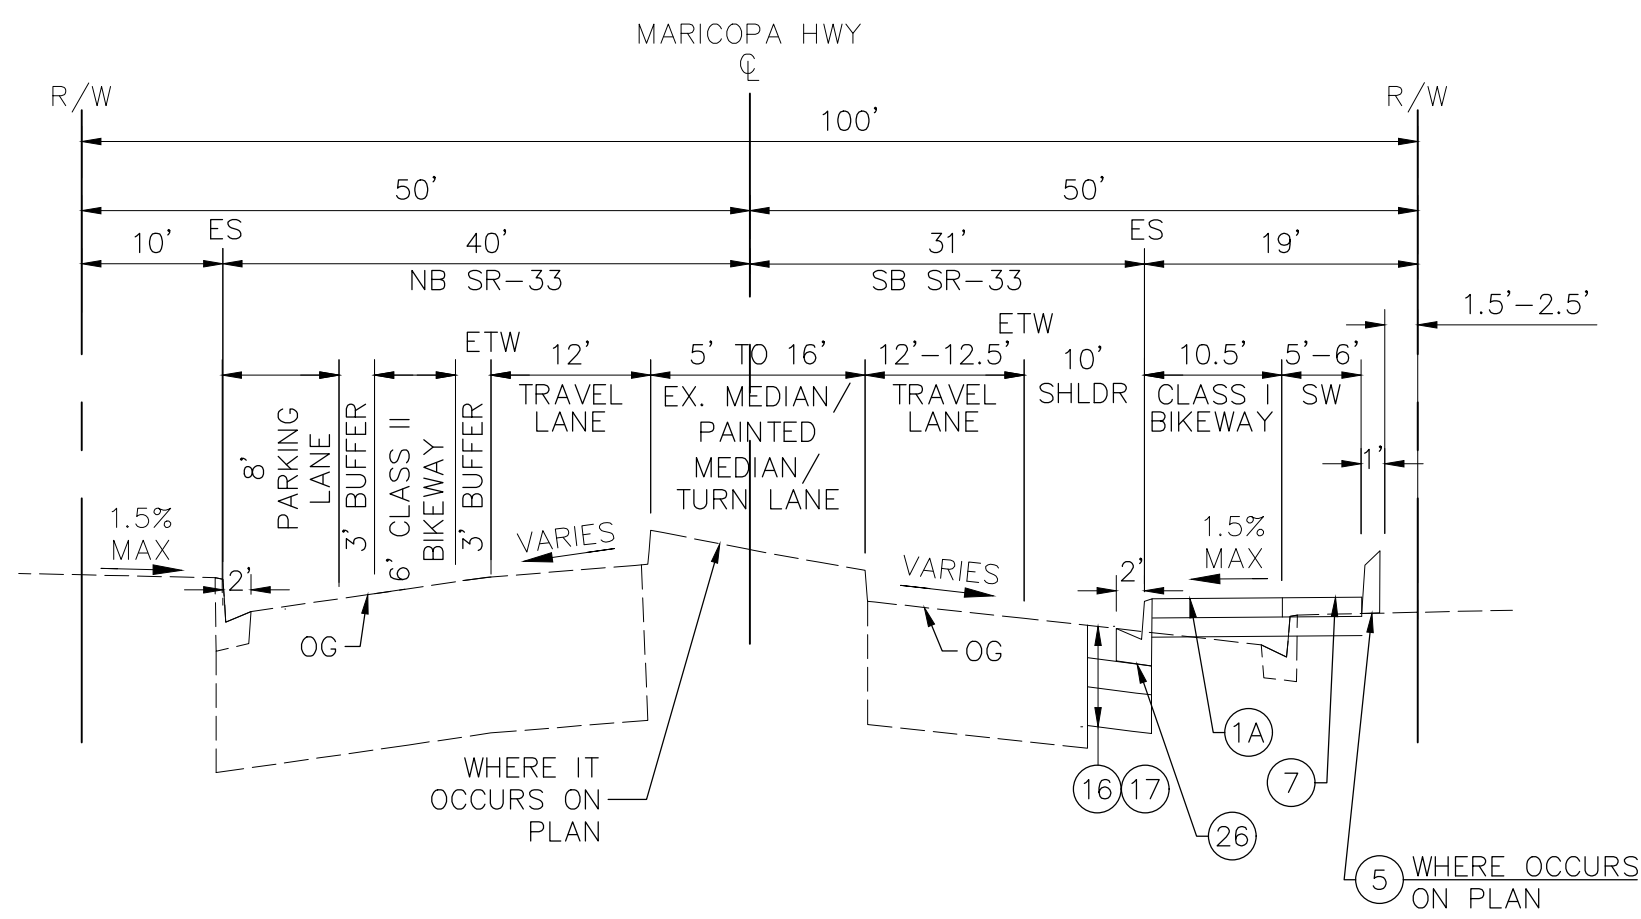 MARICOPA HWY
℄
R/W
R/W
100'
50'
50'
10'
ES
40'
31'
ES
19'
NB SR-33
SB SR-33
1.5'-2.5'
ETW
ETW
12'
5' TO 16'
12'-12.5'
10'
10.5'
5'-6'
8'
PARKING
LANE
3' BUFFER
6' CLASS II
BIKEWAY
3' BUFFER
TRAVEL
LANE
EX. MEDIAN/
PAINTED
MEDIAN/
TURN LANE
TRAVEL
LANE
SHLDR
CLASS I
BIKEWAY
SW
1'
1.5%
MAX
VARIES
VARIES
1.5%
MAX
2'
2'
OG
OG
1A
7
16
17
26
WHERE IT
OCCURS ON
PLAN
5
WHERE OCCURS
ON PLAN